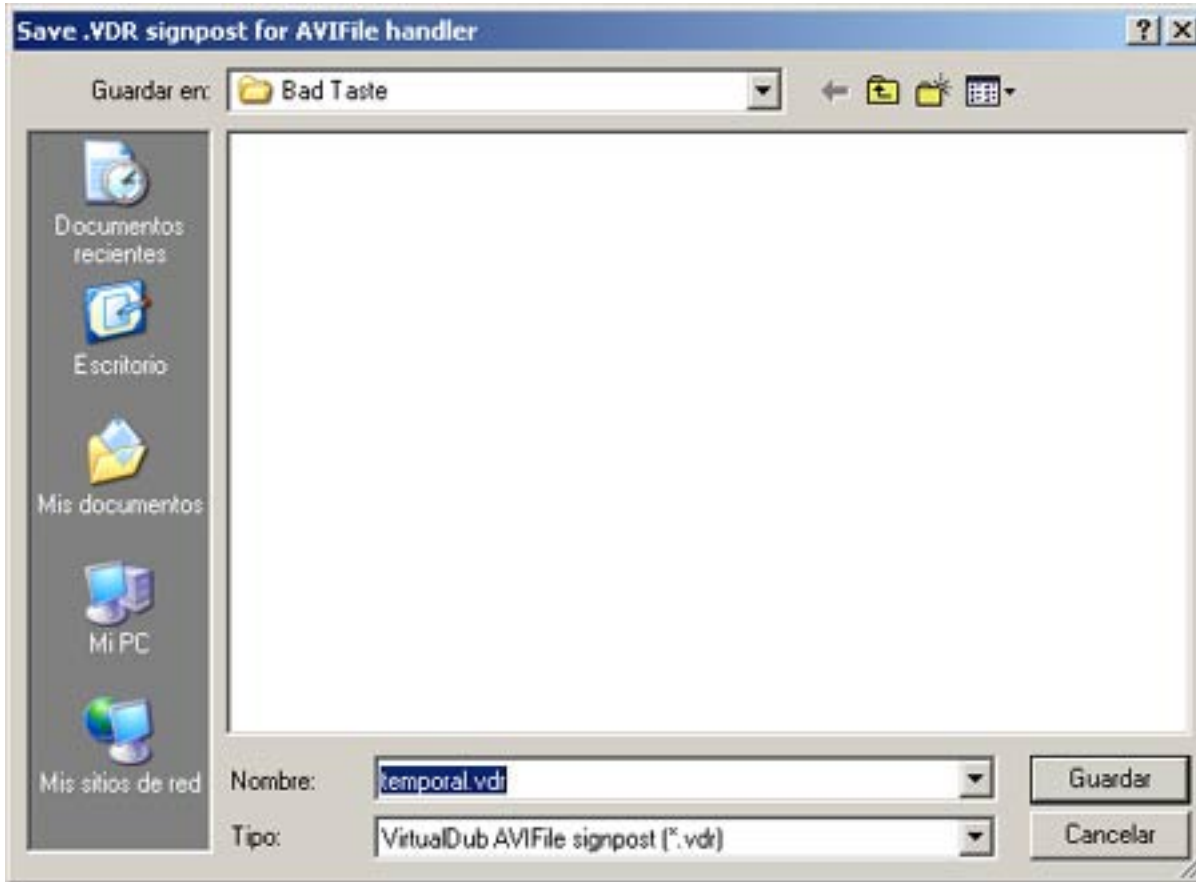 Save .VDR signpost for AVIFile handler
Guardar en: Bad Taste
Documentos
recientes
Escritorio
Mis documentos
Mi PC
Mis sitios de red
Nombre: temporal.vdr Guardar
Tipo: VirtualDub AVIFile signpost (*.vdr) Cancelar